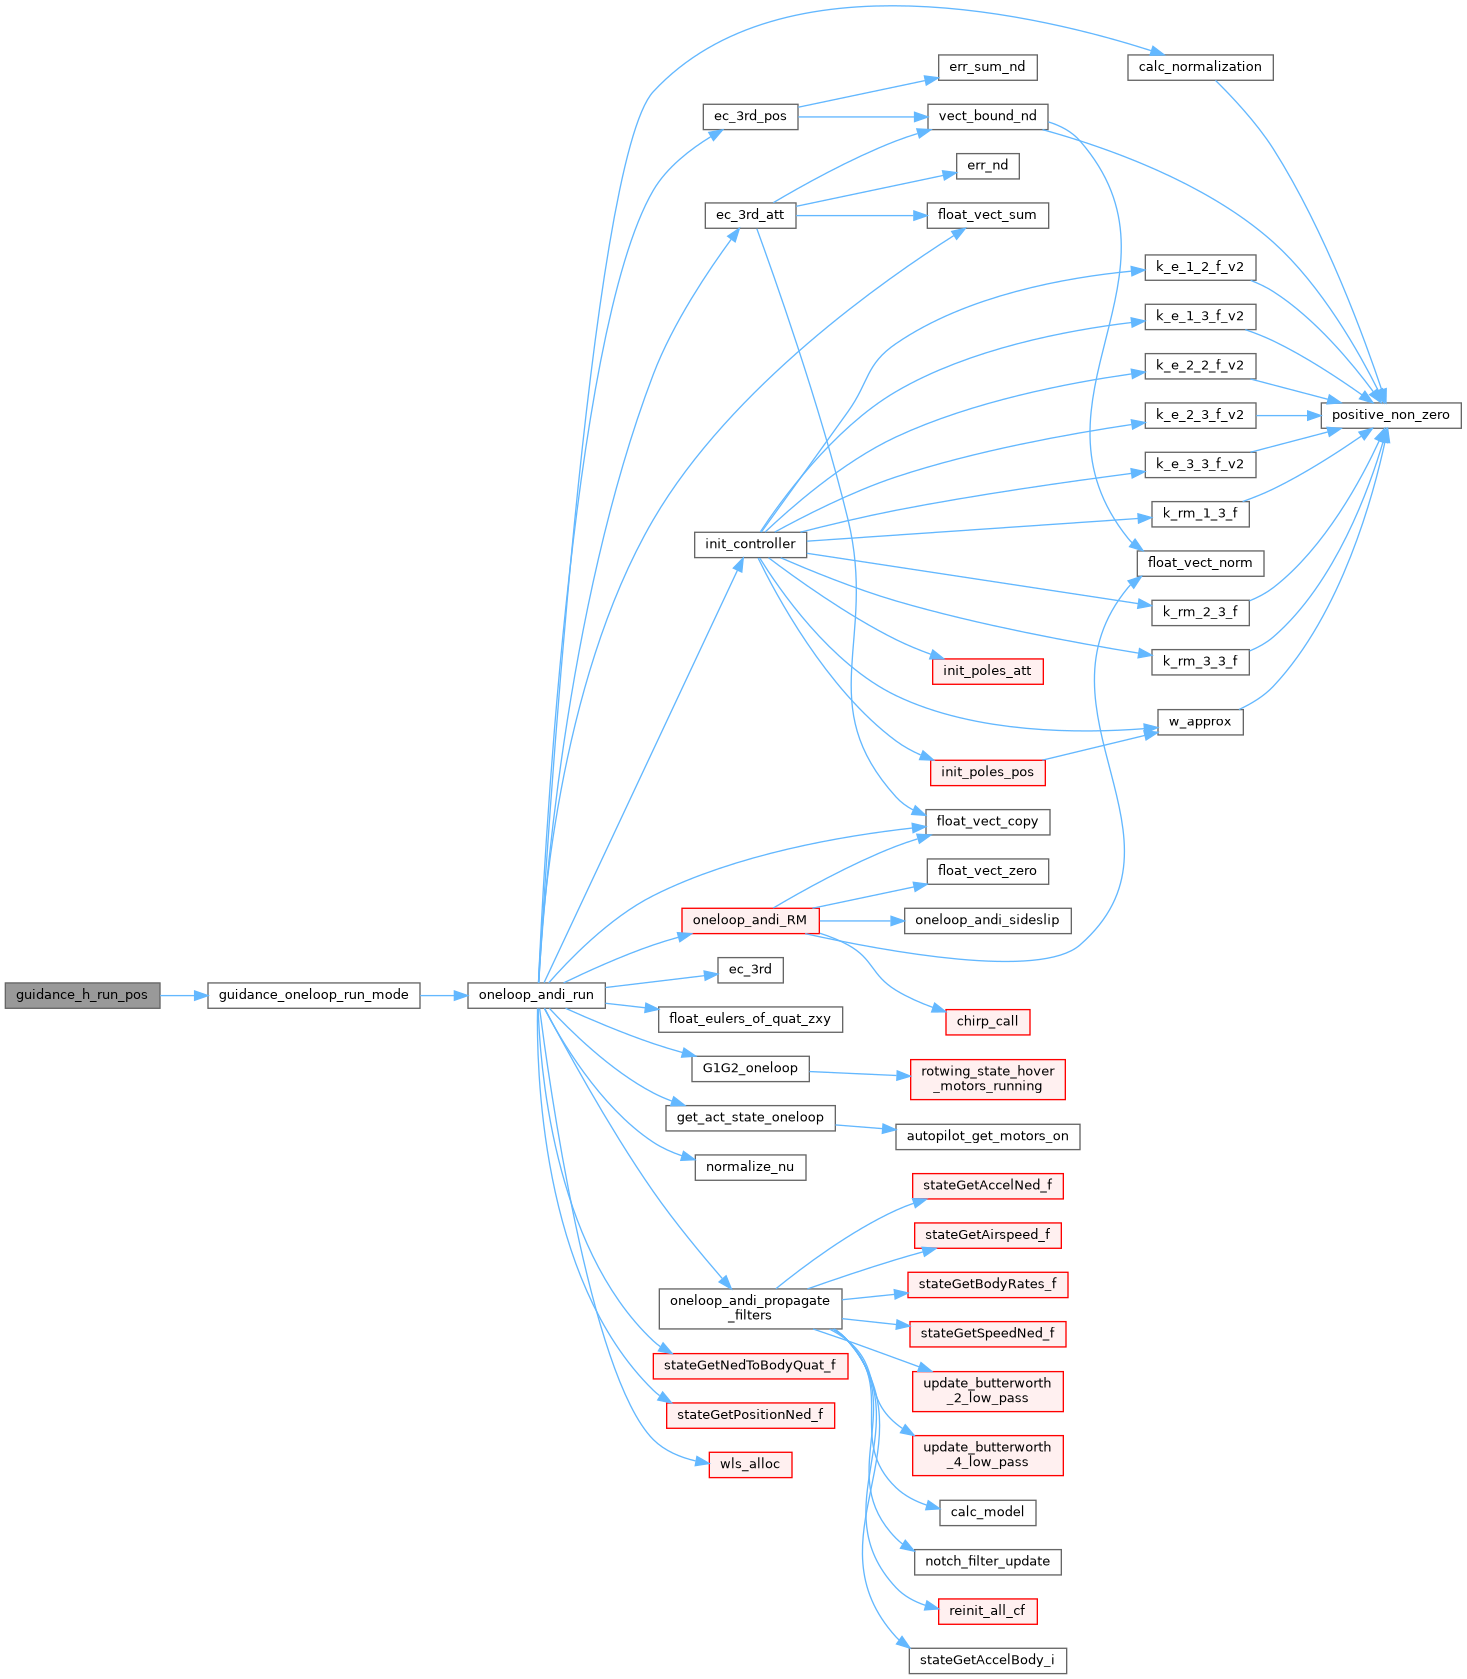 err_sum_nd
calc_normalization
ec_3rd_pos
vect_bound_nd
err_nd
ec_3rd_att
float_vect_sum
k_e_1_2_f_v2
k_e_1_3_f_v2
k_e_2_2_f_v2
k_e_2_3_f_v2
positive_non_zero
k_e_3_3_f_v2
k_rm_1_3_f
init_controller
float_vect_norm
k_rm_2_3_f
k_rm_3_3_f
init_poles_att
w_approx
init_poles_pos
float_vect_copy
float_vect_zero
oneloop_andi_RM
oneloop_andi_sideslip
ec_3rd
guidance_h_run_pos
guidance_oneloop_run_mode
oneloop_andi_run
float_eulers_of_quat_zxy
chirp_call
G1G2_oneloop
rotwing_state_hover
_motors_running
get_act_state_oneloop
autopilot_get_motors_on
normalize_nu
stateGetAccelNed_f
stateGetAirspeed_f
stateGetBodyRates_f
oneloop_andi_propagate
_filters
stateGetSpeedNed_f
stateGetNedToBodyQuat_f
update_butterworth
_2_low_pass
stateGetPositionNed_f
update_butterworth
_4_low_pass
wls_alloc
calc_model
notch_filter_update
reinit_all_cf
stateGetAccelBody_i